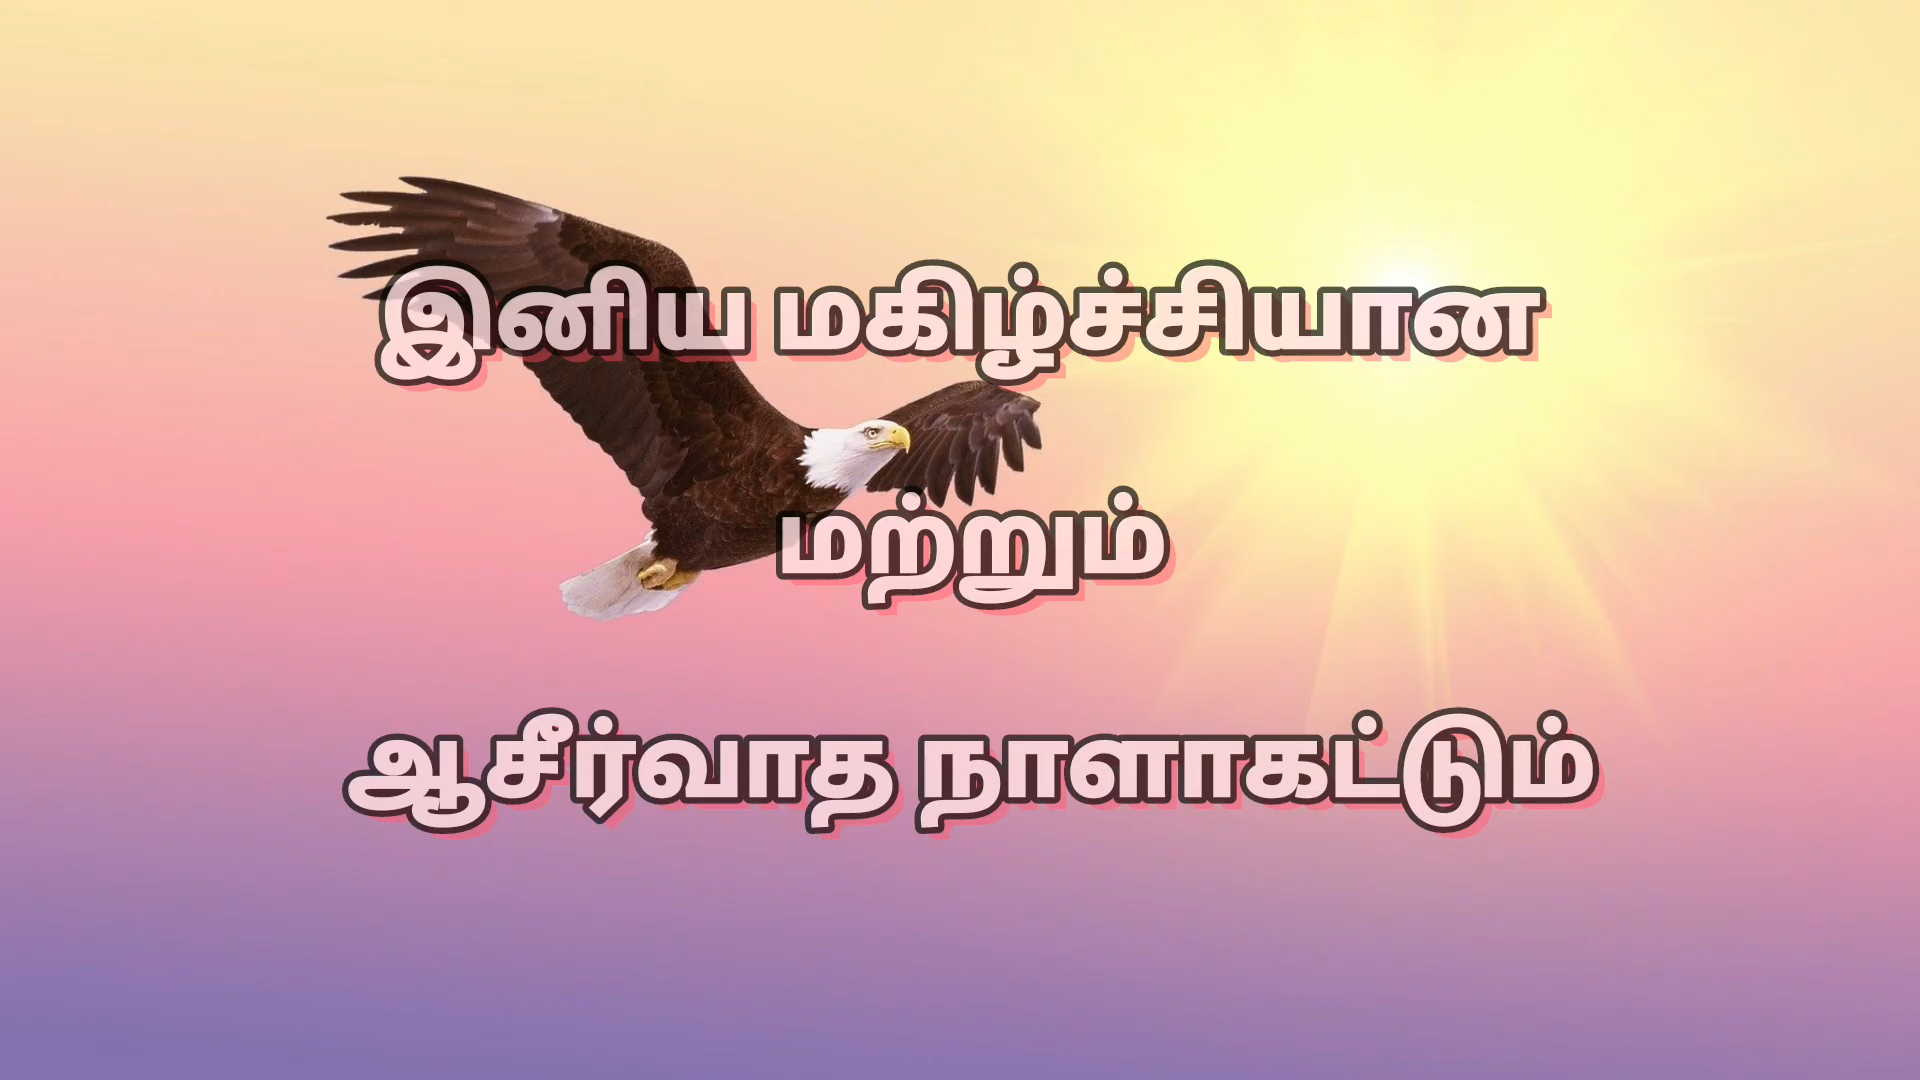 இனிய மகிழ்ச்சியான
மற்றும்
ஆசீர்வாத நாளாகட்டும்